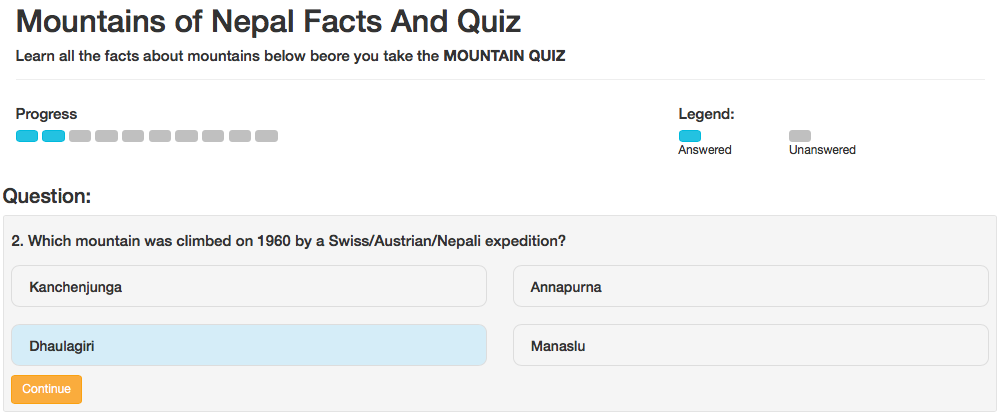 Mountains of Nepal Facts And Quiz
Learn all the facts about mountains below beore you take the MOUNTAIN QUIZ
Progress
Legend:
Answered
Unanswered
Question:
2. Which mountain was climbed on 1960 by a Swiss/Austrian/Nepali expedition?
Kanchenjunga
Annapurna
Dhaulagiri
Manaslu
Continue